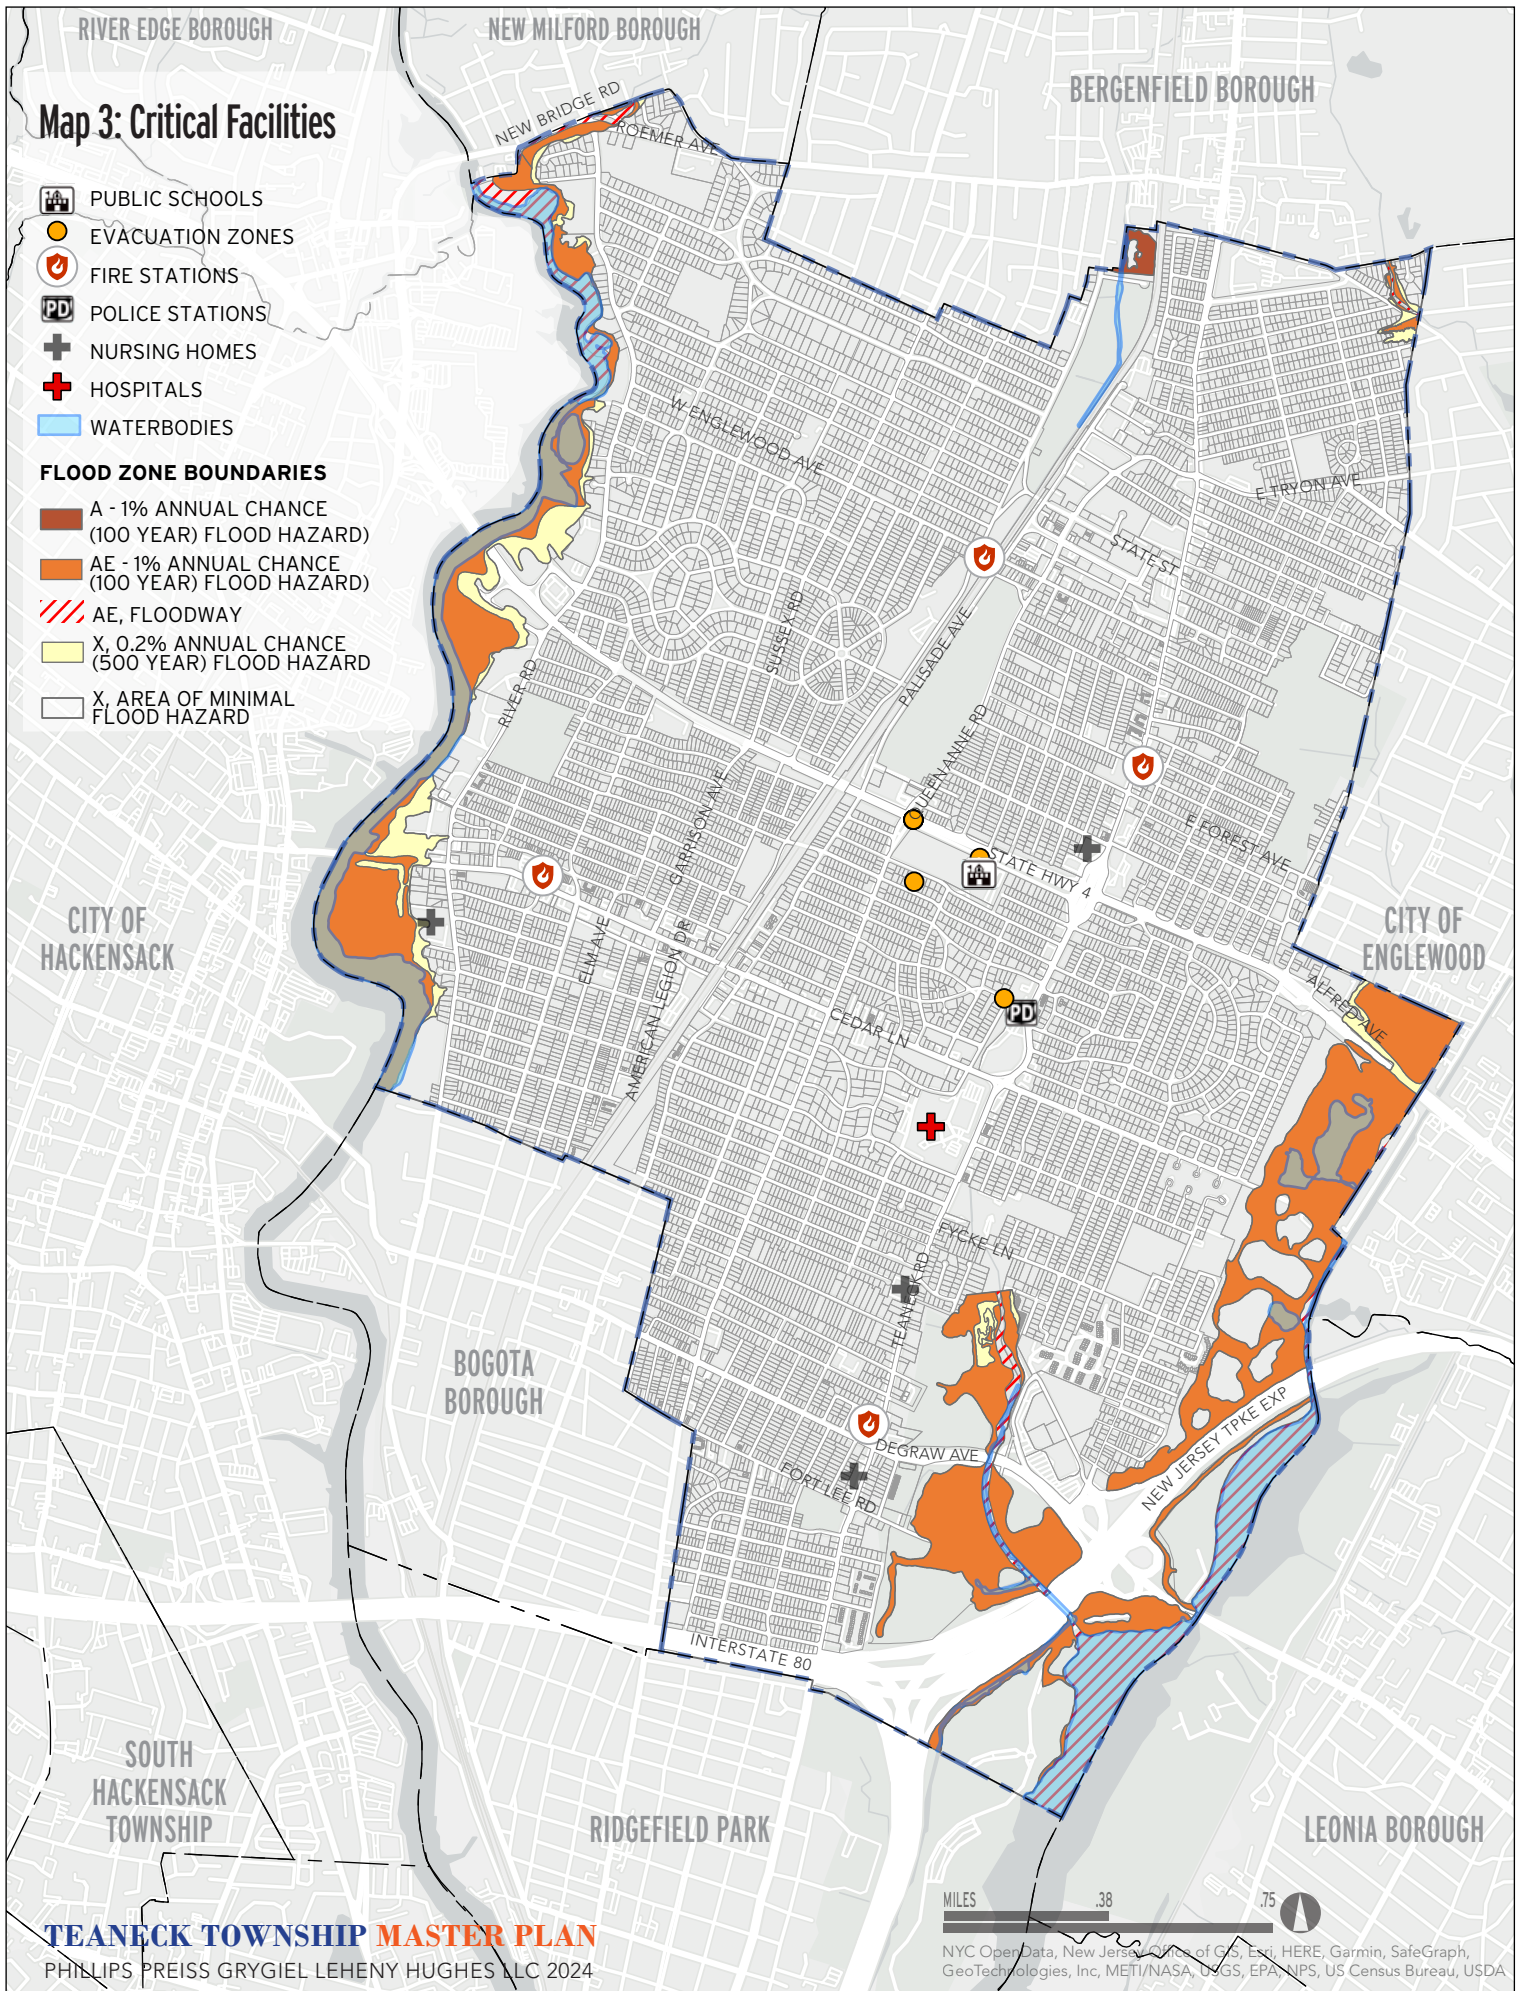 RIVER EDGE BOROUGH
NEW MILFORD BOROUGH
BERGENFIELD BOROUGH
Map 3: Critical Facilities
PUBLIC SCHOOLS
EVACUATION ZONES
FIRE STATIONS
PD
POLICE STATIONS
NURSING HOMES
HOSPITALS
WATERBODIES
FLOOD ZONE BOUNDARIES
A - 1% ANNUAL CHANCE
(100 YEAR) FLOOD HAZARD)
AE - 1% ANNUAL CHANCE
(100 YEAR) FLOOD HAZARD)
AE, FLOODWAY
X, 0.2% ANNUAL CHANCE
(500 YEAR) FLOOD HAZARD
X, AREA OF MINIMAL
FLOOD HAZARD
NEW BRIDGE RD
ROEMER AVE
W ENGLEWOOD AVE
E TRYON AVE
STATE ST
SUSSEX RD
PALISADE AVE
RIVER RD
QUEEN ANNE RD
GARRISON AVE
E FOREST AVE
STATE HWY 4
CITY OF
HACKENSACK
CITY OF
ENGLEWOOD
ELM AVE
AMERICAN LEGION DR
ALFRED AVE
PD
CEDAR LN
FYCKE LN
TEANECK RD
BOGOTA
BOROUGH
DEGRAW AVE
NEW JERSEY TPKE EXP
FORT LEE RD
INTERSTATE 80
SOUTH
HACKENSACK
TOWNSHIP
RIDGEFIELD PARK
LEONIA BOROUGH
MILES .38 .75
TEANECK TOWNSHIP MASTER PLAN
PHILLIPS PREISS GRYGIEL LEHENY HUGHES LLC 2024
NYC OpenData, New Jersey Office of GIS, Esri, HERE, Garmin, SafeGraph,
GeoTechnologies, Inc, METI/NASA, USGS, EPA, NPS, US Census Bureau, USDA